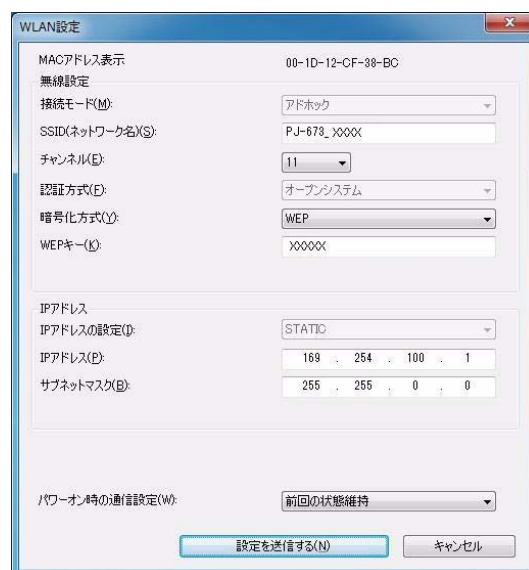 WLAN設定
MACアドレス表示 00-1D-12-CF-38-BC
無線設定
接続モード(M): アドホック
SSID(ネットワーク名)(S): PJ-673_XXXX
チャンネル(E): 11
認証方式(F): オープンシステム
暗号化方式(Y): WEP
WEPキー(K): XXXXX
IPアドレス
IPアドレスの設定(I): STATIC
IPアドレス(P): 169 . 254 . 100 . 1
サブネットマスク(B): 255 . 255 . 0 . 0
パワーオン時の通信設定(W): 前回の状態維持
設定を送信する(N) キャンセル